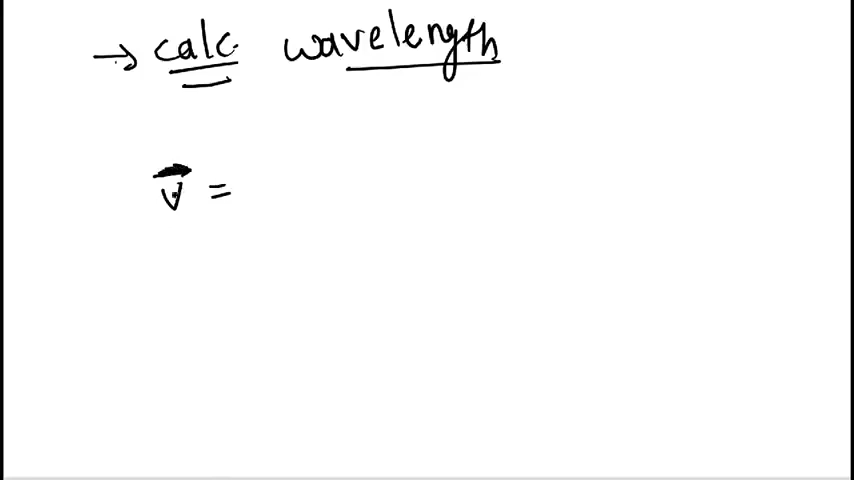 → calc. wavelength
v⃗ =